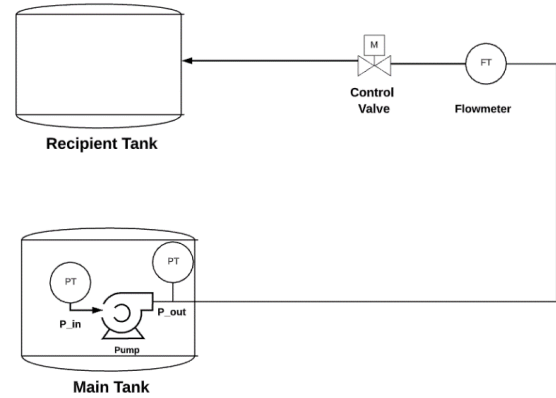 M
FT
Control
Valve
Flowmeter
Recipient Tank
PT
PT
P_in
P_out
Pump
Main Tank